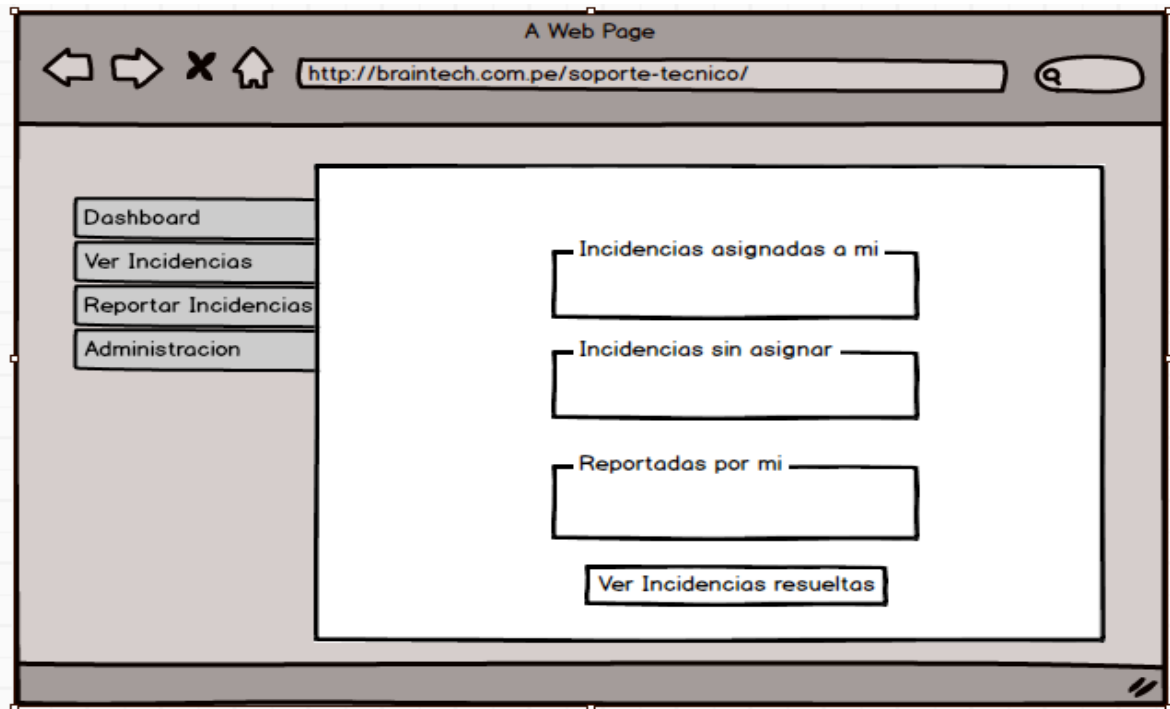 A Web Page
http://braintech.com.pe/soporte-tecnico/
Dashboard
Ver Incidencias
Reportar Incidencias
Administracion
Incidencias asignadas a mi
Incidencias sin asignar
Reportadas por mi
Ver Incidencias resueltas